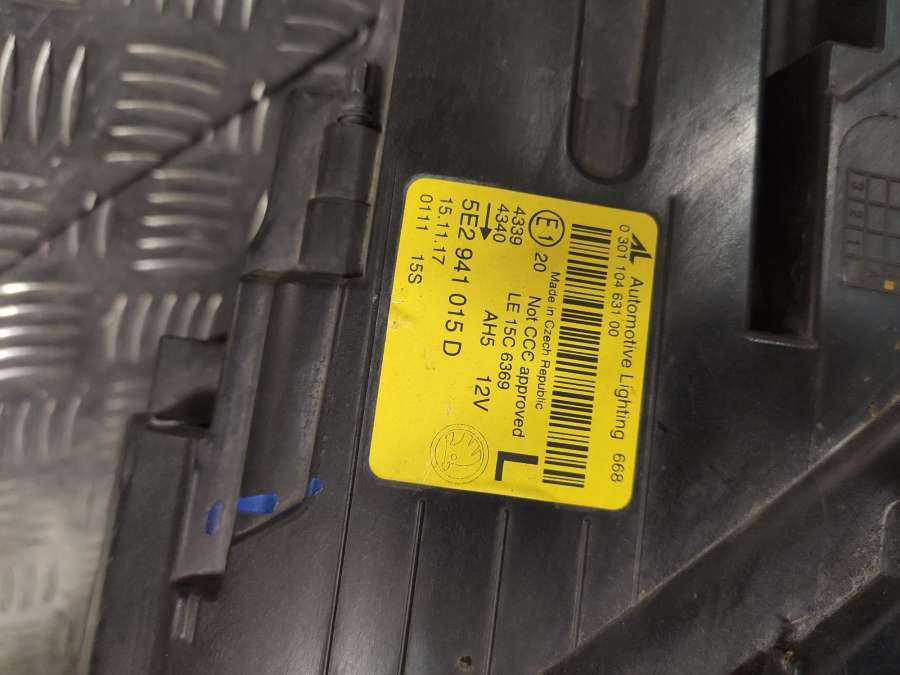 Automotive Lighting 668
0 301 104 631 00
E1 20
Made in Czech Republic
4339
4340
Not CCC approved
LE 15C 6369
AH5 12V
L
5E2 941 015 D
15.11.17
0111 15S